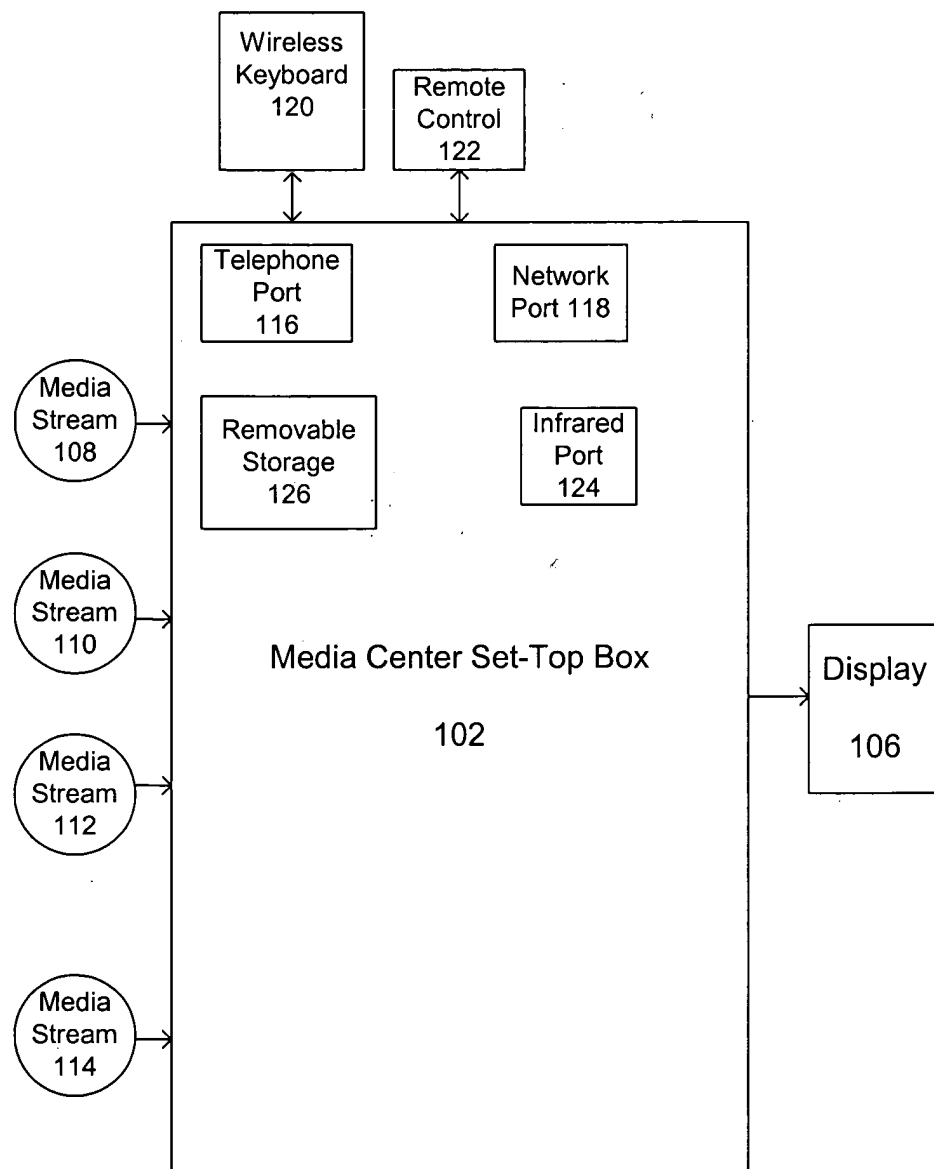 Wireless
Keyboard
120
Remote
Control
122
Telephone
Port
116
Network
Port 118
Media
Stream
108
Removable
Storage
126
Infrared
Port
124
Media
Stream
110
Media Center Set-Top Box
102
Display
106
Media
Stream
112
Media
Stream
114